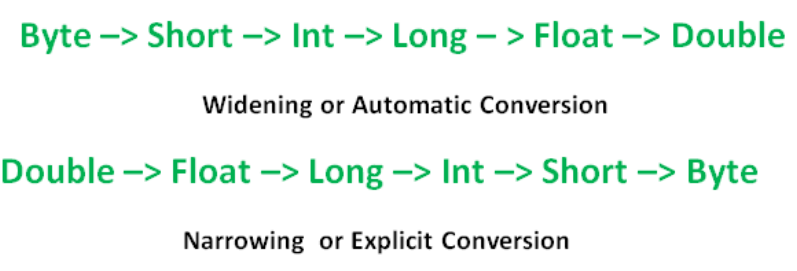 Byte –> Short –> Int –> Long – > Float –> Double
Widening or Automatic Conversion
Double –> Float –> Long –> Int –> Short –> Byte
Narrowing or Explicit Conversion